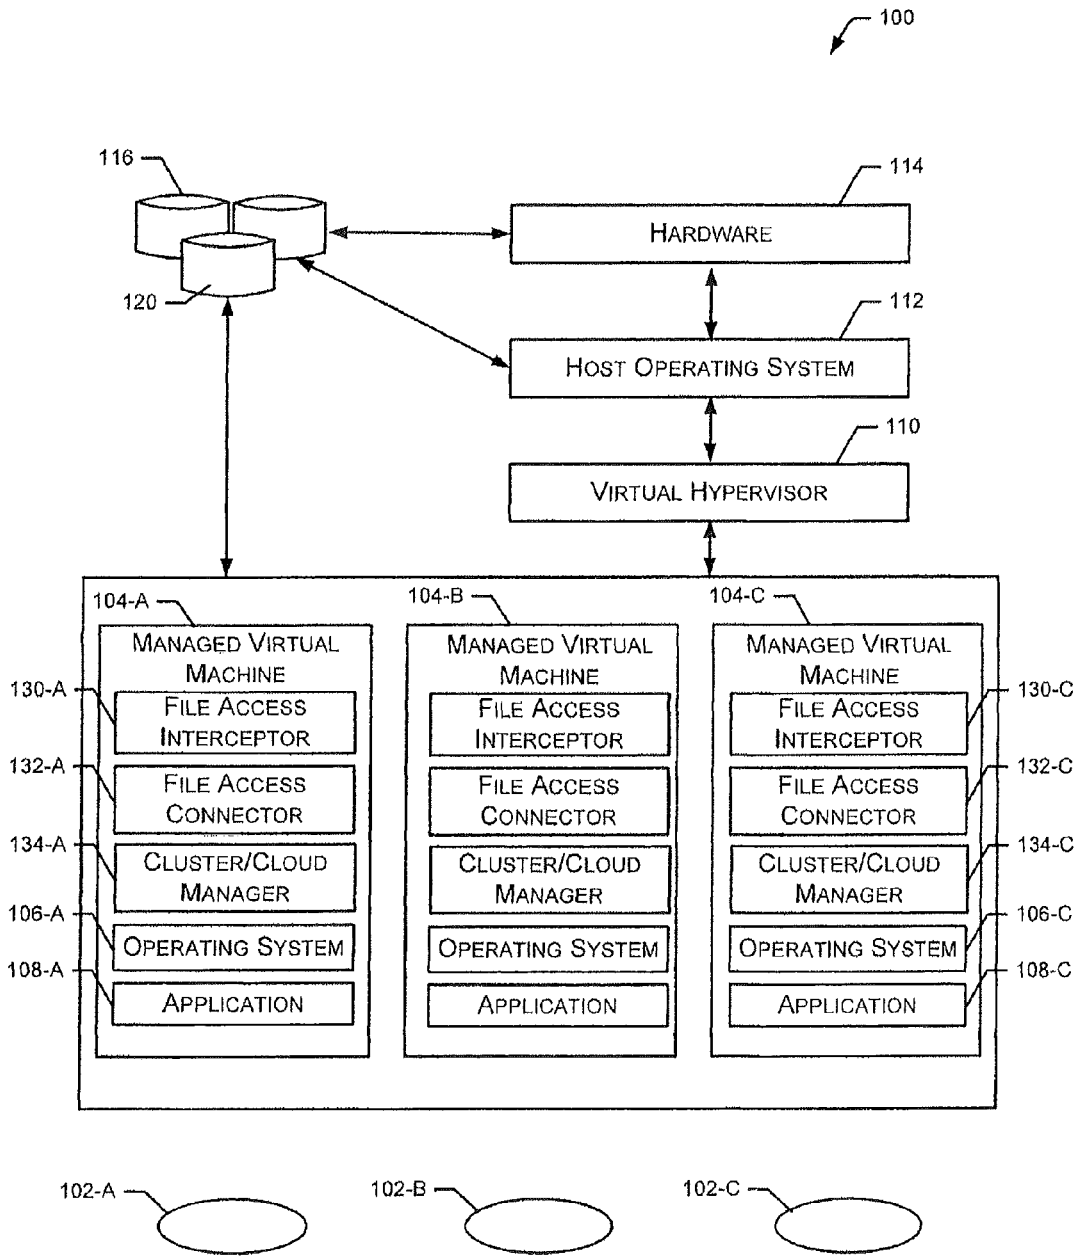 100
116
114
HARDWARE
120
112
HOST OPERATING SYSTEM
110
VIRTUAL HYPERVISOR
104-A
104-B
104-C
MANAGED VIRTUAL
MACHINE
MANAGED VIRTUAL
MACHINE
MANAGED VIRTUAL
MACHINE
130-A
FILE ACCESS
INTERCEPTOR
FILE ACCESS
INTERCEPTOR
FILE ACCESS
INTERCEPTOR
130-C
132-A
FILE ACCESS
CONNECTOR
FILE ACCESS
CONNECTOR
FILE ACCESS
CONNECTOR
132-C
134-A
CLUSTER/CLOUD
MANAGER
CLUSTER/CLOUD
MANAGER
CLUSTER/CLOUD
MANAGER
134-C
106-A
OPERATING SYSTEM
OPERATING SYSTEM
OPERATING SYSTEM
106-C
108-A
APPLICATION
APPLICATION
APPLICATION
108-C
102-A
102-B
102-C